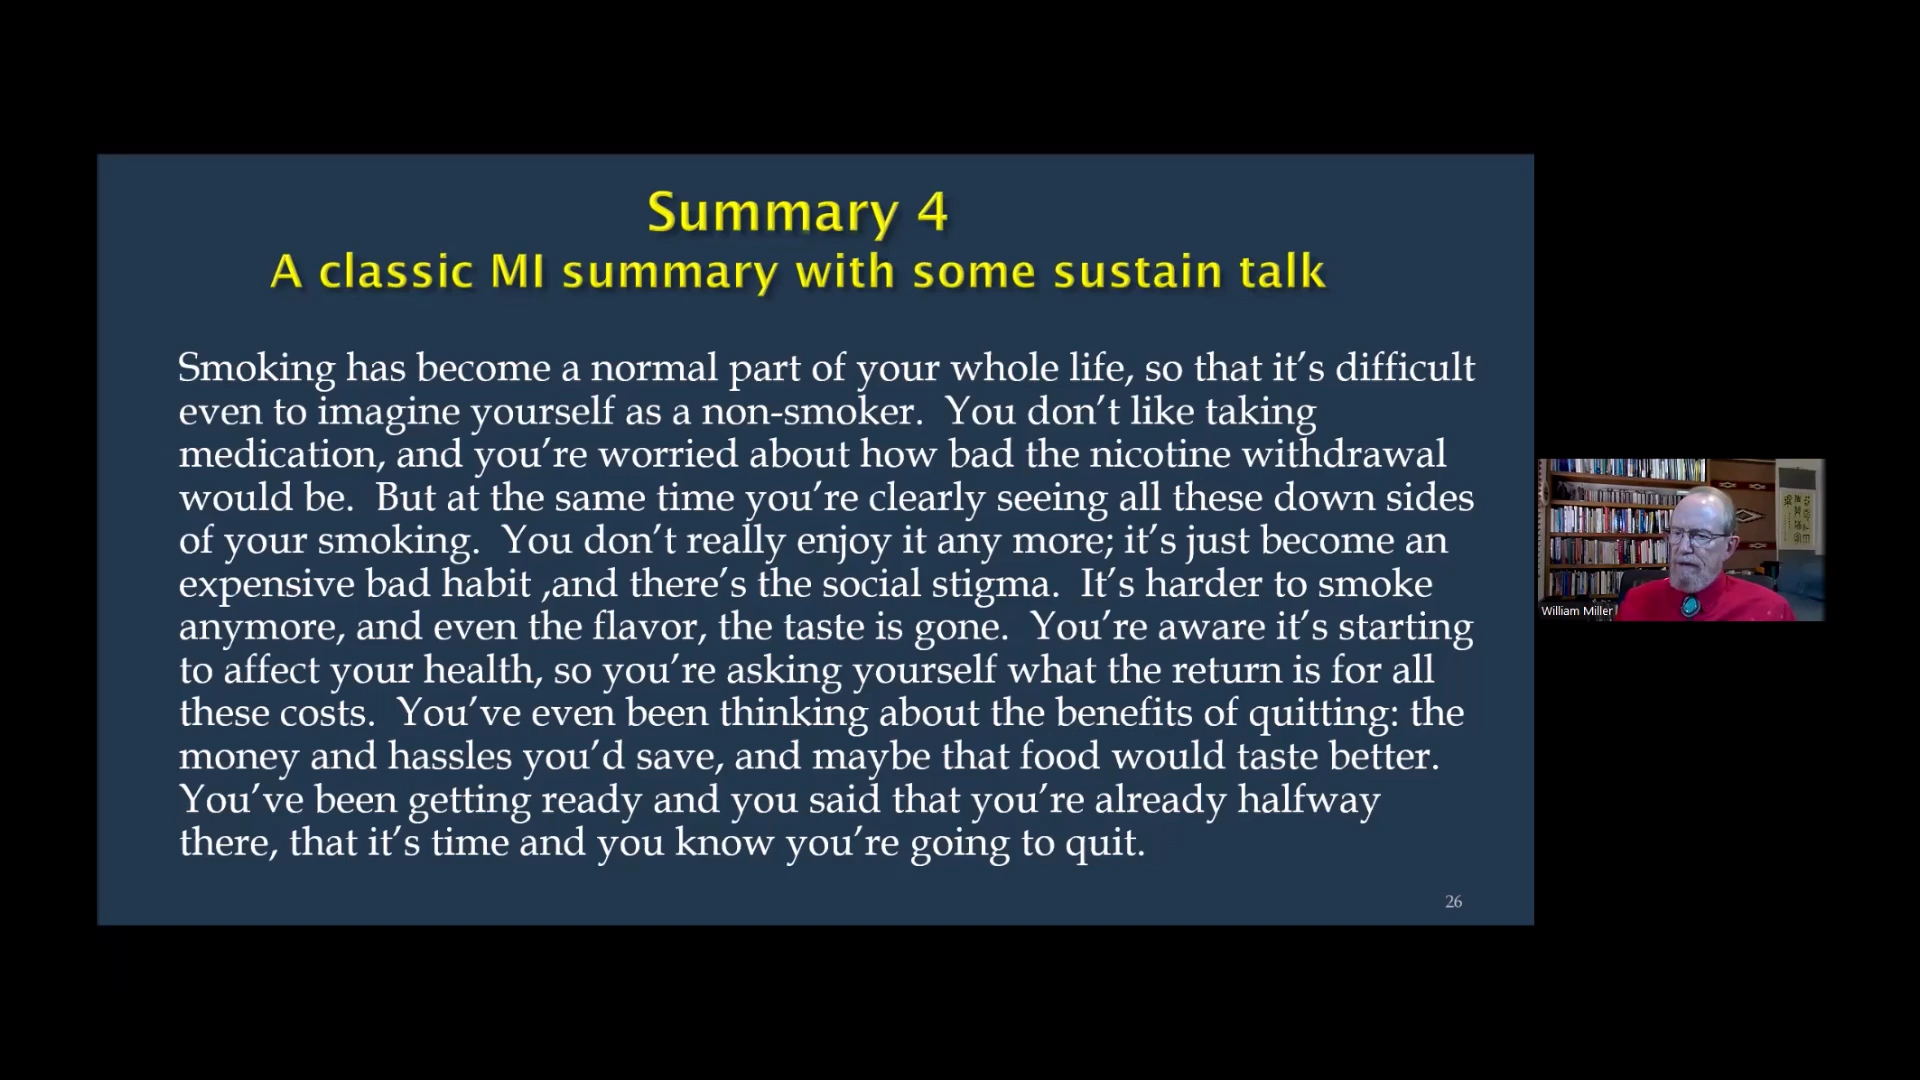 Summary 4
A classic MI summary with some sustain talk
Smoking has become a normal part of your whole life, so that it’s difficult
even to imagine yourself as a non-smoker.  You don’t like taking
medication, and you’re worried about how bad the nicotine withdrawal
would be.  But at the same time you’re clearly seeing all these down sides
of your smoking.  You don’t really enjoy it any more; it’s just become an
expensive bad habit ,and there’s the social stigma.  It’s harder to smoke
anymore, and even the flavor, the taste is gone.  You’re aware it’s starting
to affect your health, so you’re asking yourself what the return is for all
these costs.  You’ve even been thinking about the benefits of quitting: the
money and hassles you’d save, and maybe that food would taste better.
You’ve been getting ready and you said that you’re already halfway
there, that it’s time and you know you’re going to quit.
26
William Miller